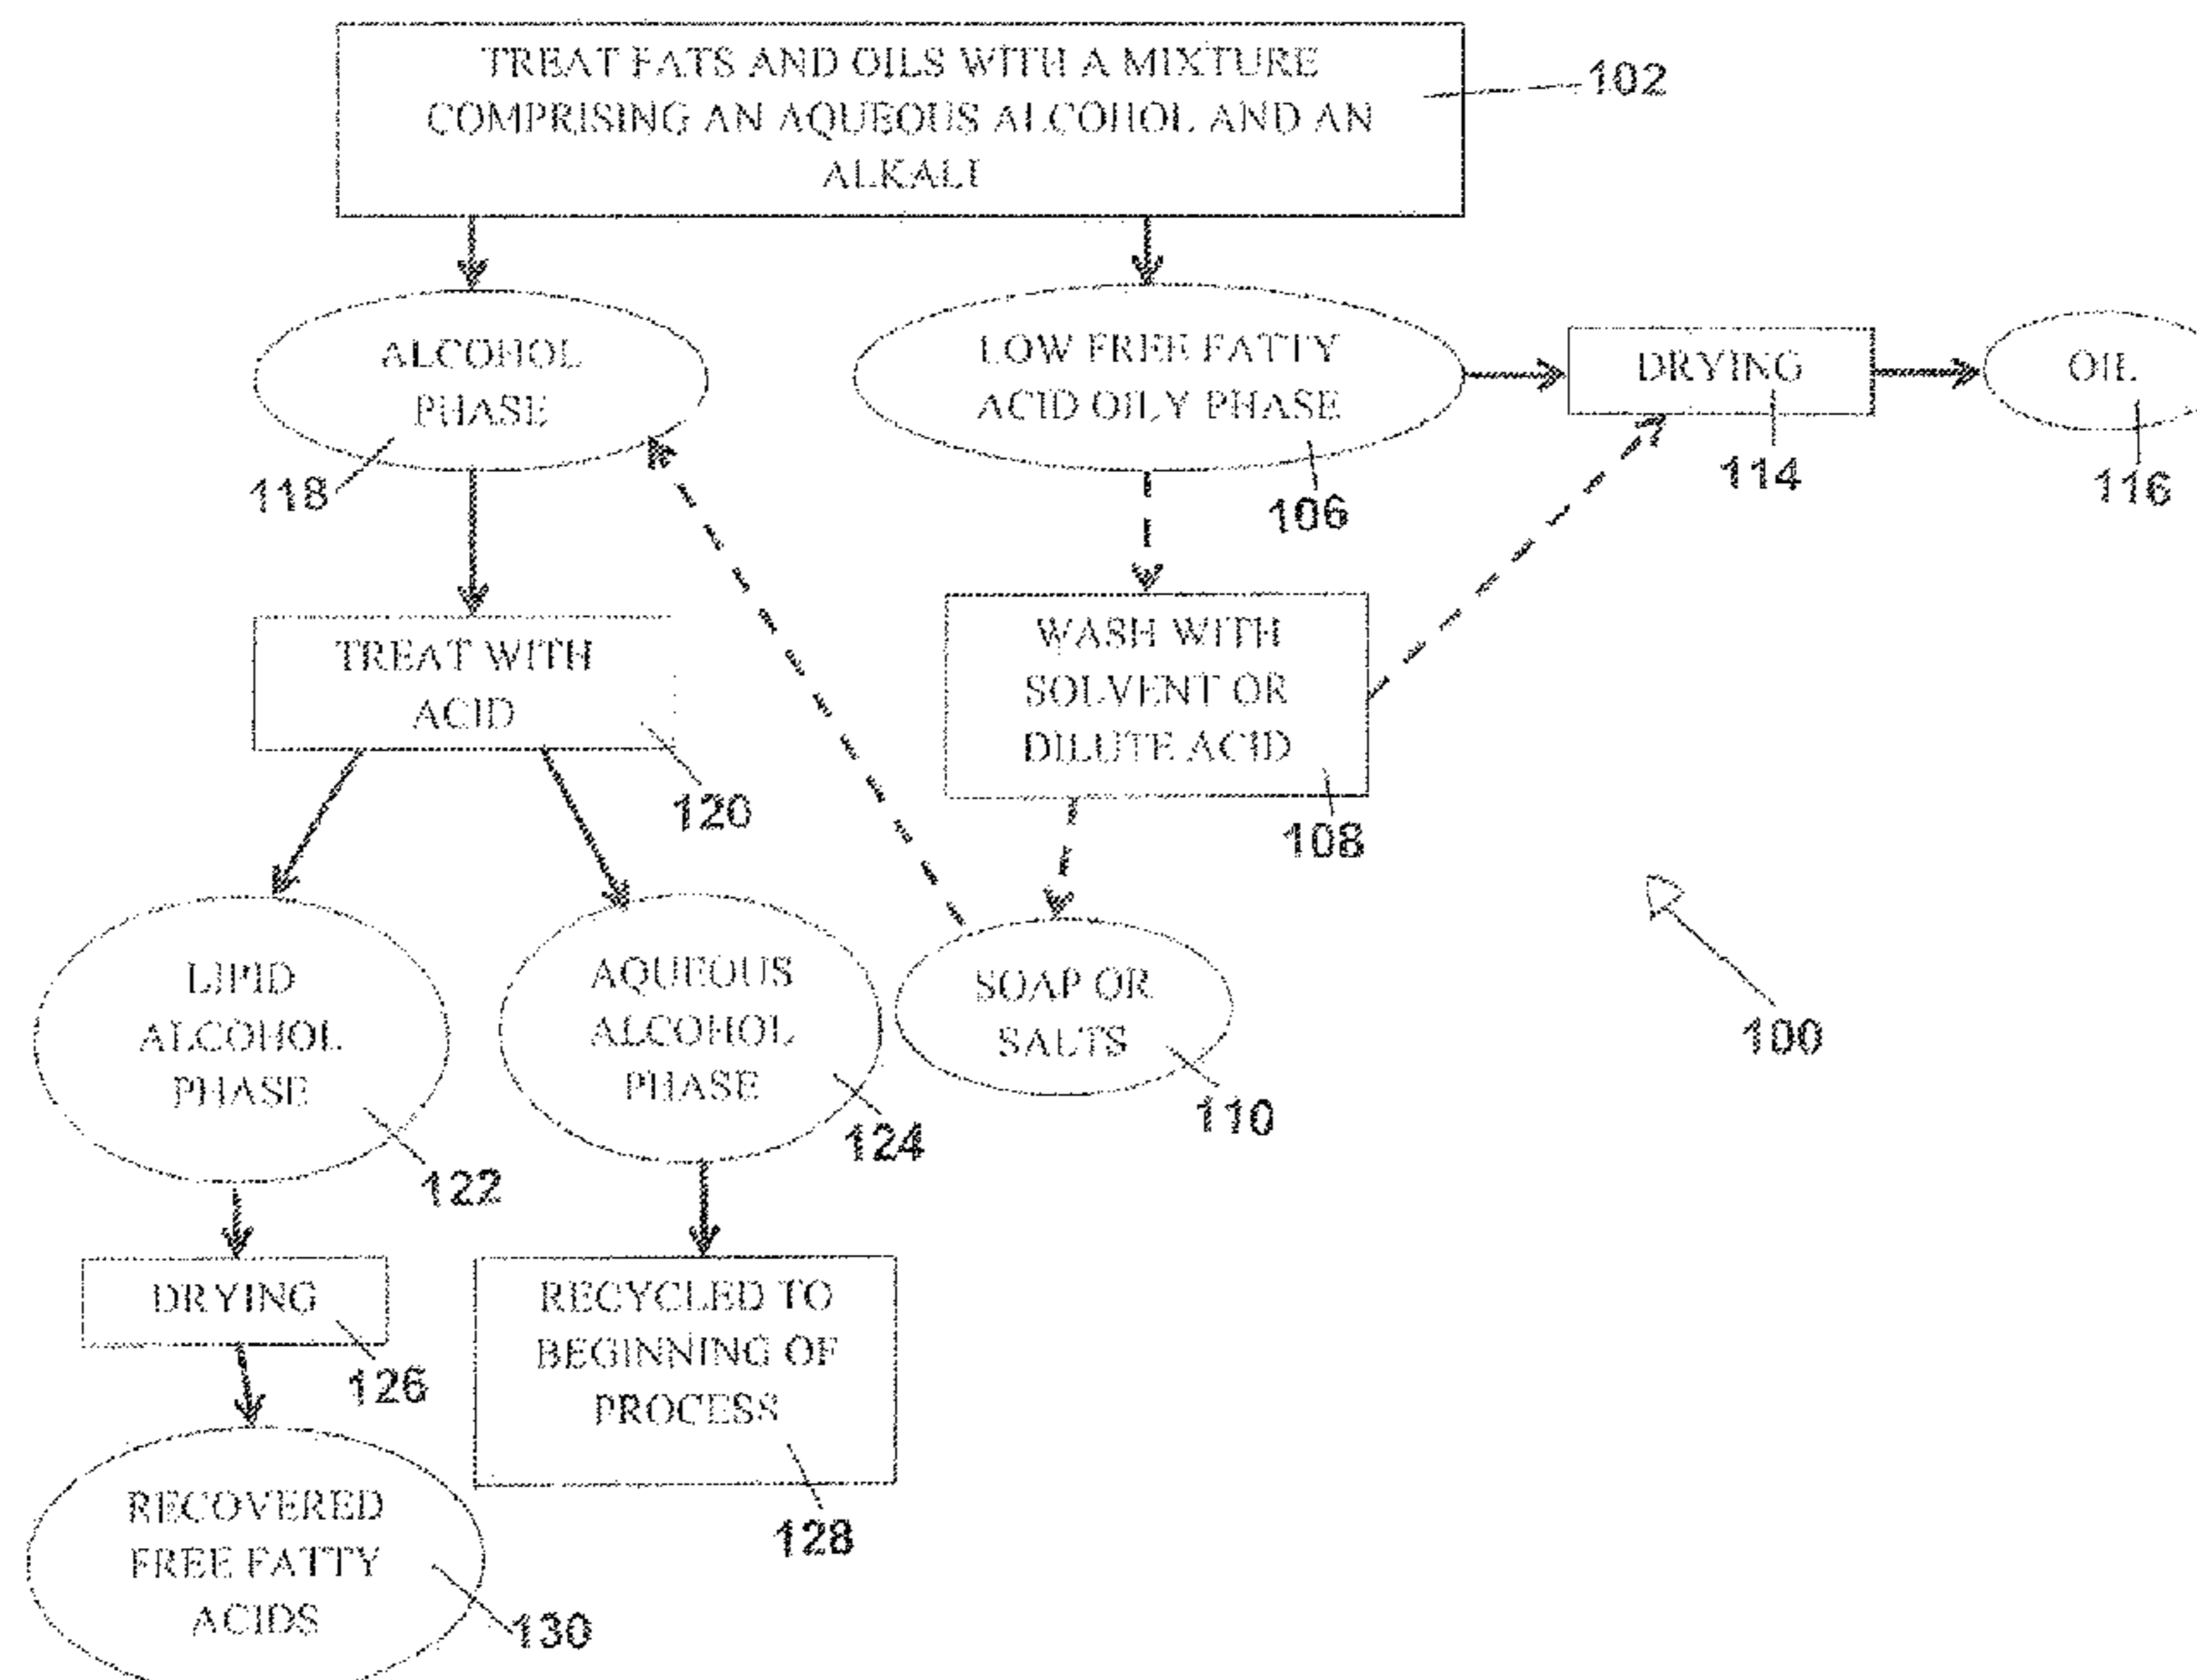 TREAT FATS AND OILS WITH A MIXTURE
COMPRISING AN AQUEOUS ALCOHOL AND AN
ALKALI
102
ALCOHOL
PHASE
118
LOW FREE FATTY
ACID OILY PHASE
106
DRYING
114
OIL
116
TREAT WITH
ACID
120
WASH WITH
SOLVENT OR
DILUTE ACID
108
LIPID
ALCOHOL
PHASE
122
AQUEOUS
ALCOHOL
PHASE
124
SOAP OR
SALTS
110
100
DRYING
126
RECYCLED TO
BEGINNING OF
PROCESS
128
RECOVERED
FREE FATTY
ACIDS
130